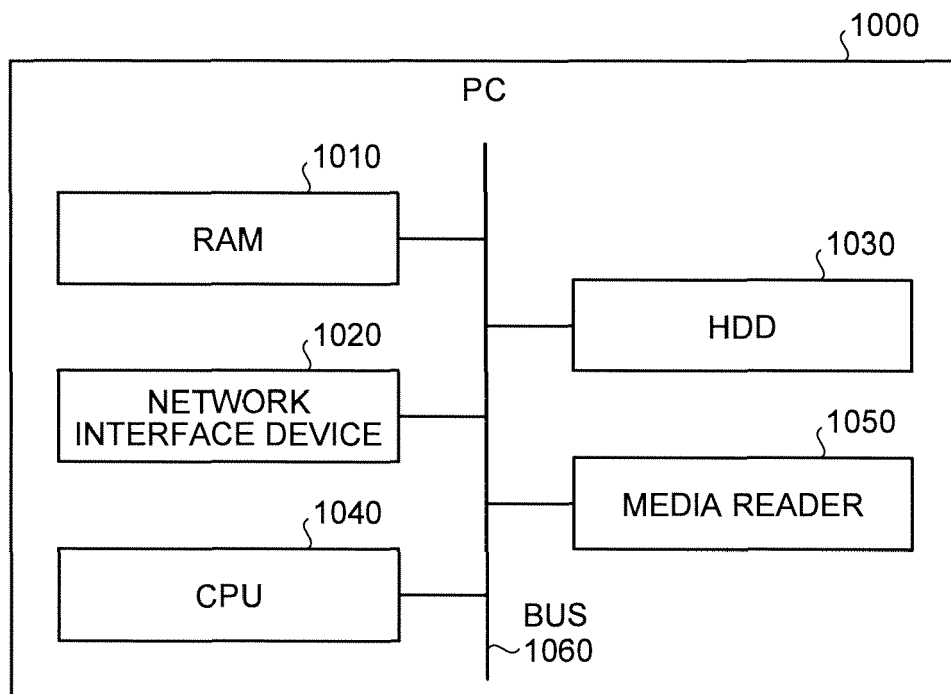 1000
PC
1010
RAM
1030
HDD
1020
NETWORK
INTERFACE DEVICE
1050
MEDIA READER
1040
CPU
BUS
1060